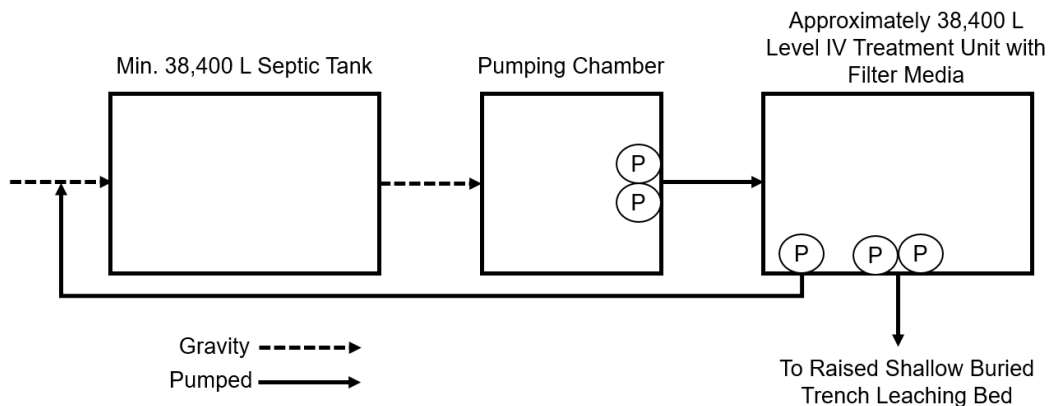 Approximately 38,400 L
Level IV Treatment Unit with
Filter Media
Min. 38,400 L Septic Tank
Pumping Chamber
P
P
P
P
P
Gravity
Pumped
To Raised Shallow Buried
Trench Leaching Bed